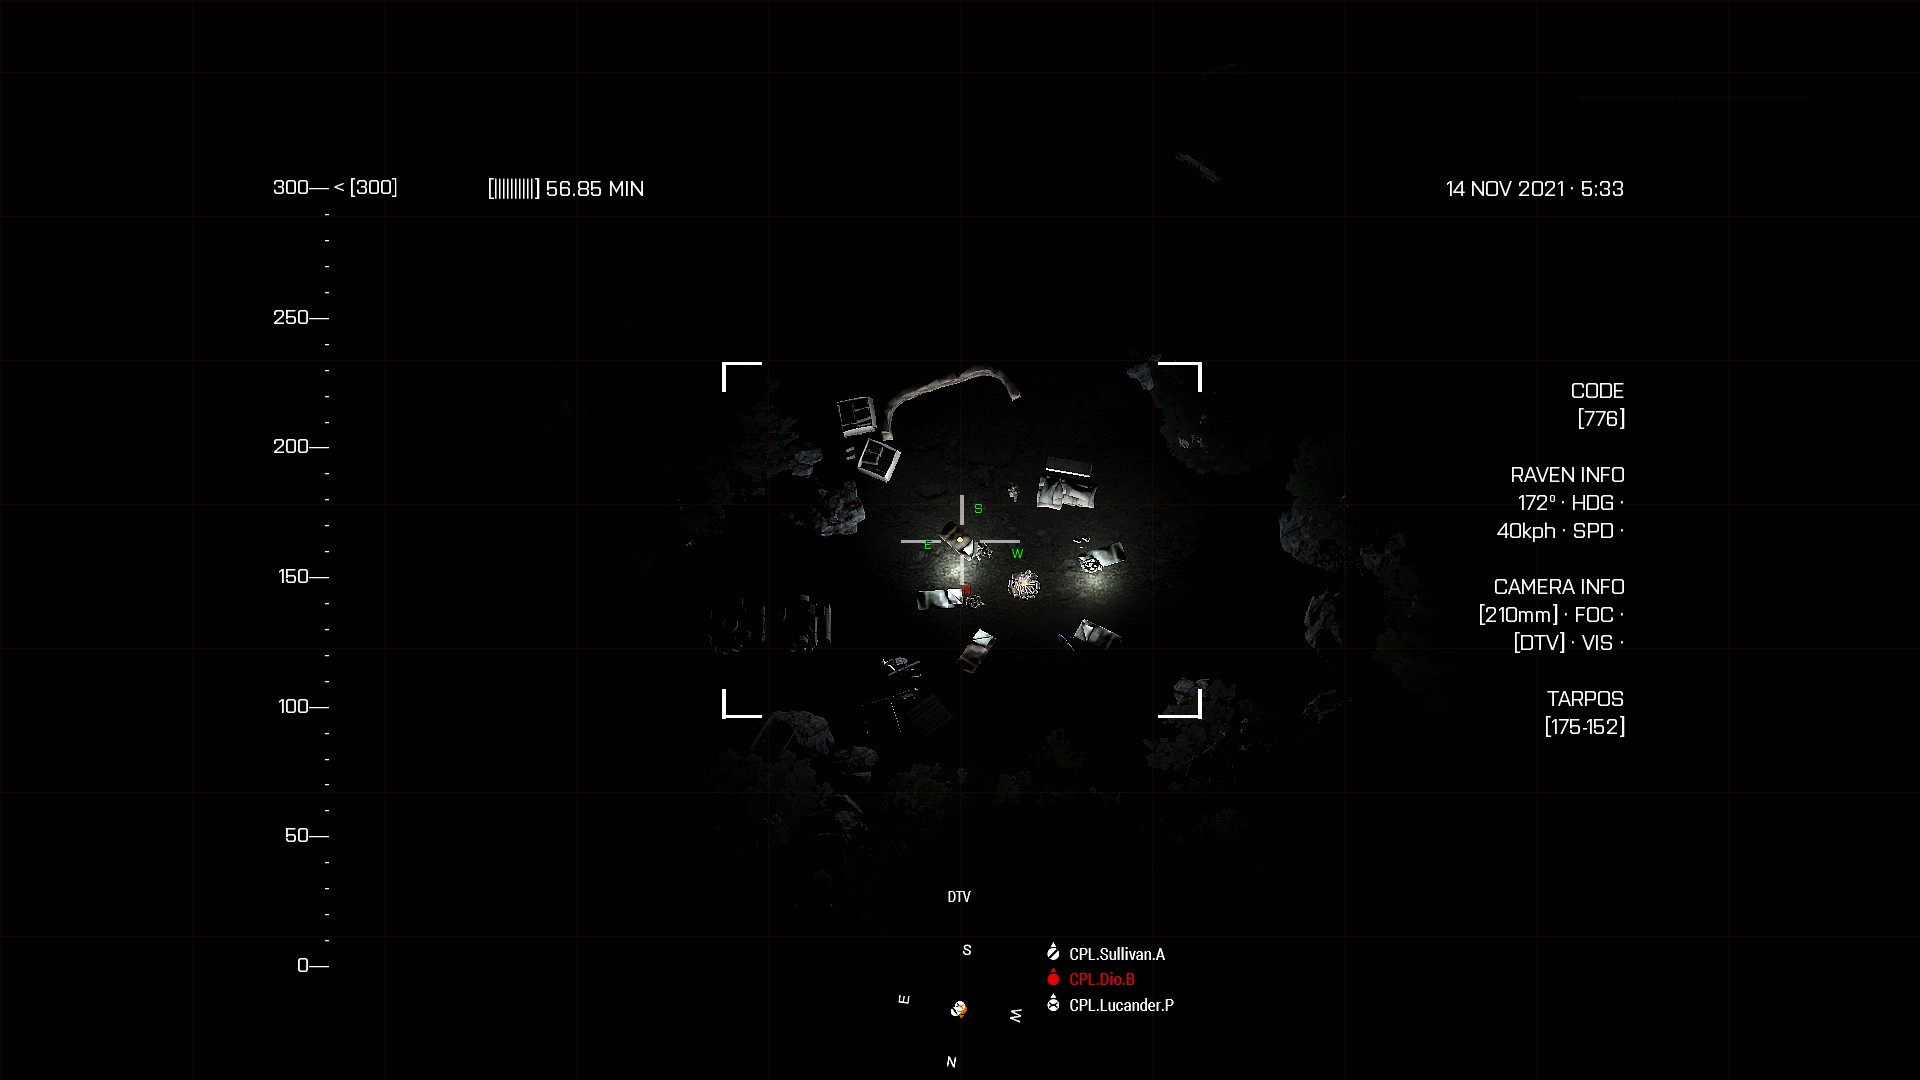 300— < [300]
[||||||||||] 56.85 MIN
14 NOV 2021 · 5:33
250—
200—
150—
100—
50—
0—
CODE
[776]
RAVEN INFO
172º · HDG ·
40kph · SPD ·
CAMERA INFO
[210mm] · FOC ·
[DTV] · VIS ·
TARPOS
[175-152]
S
E
W
N
DTV
S
E
W
N
CPL.Sullivan.A
CPL.Dio.B
CPL.Lucander.P